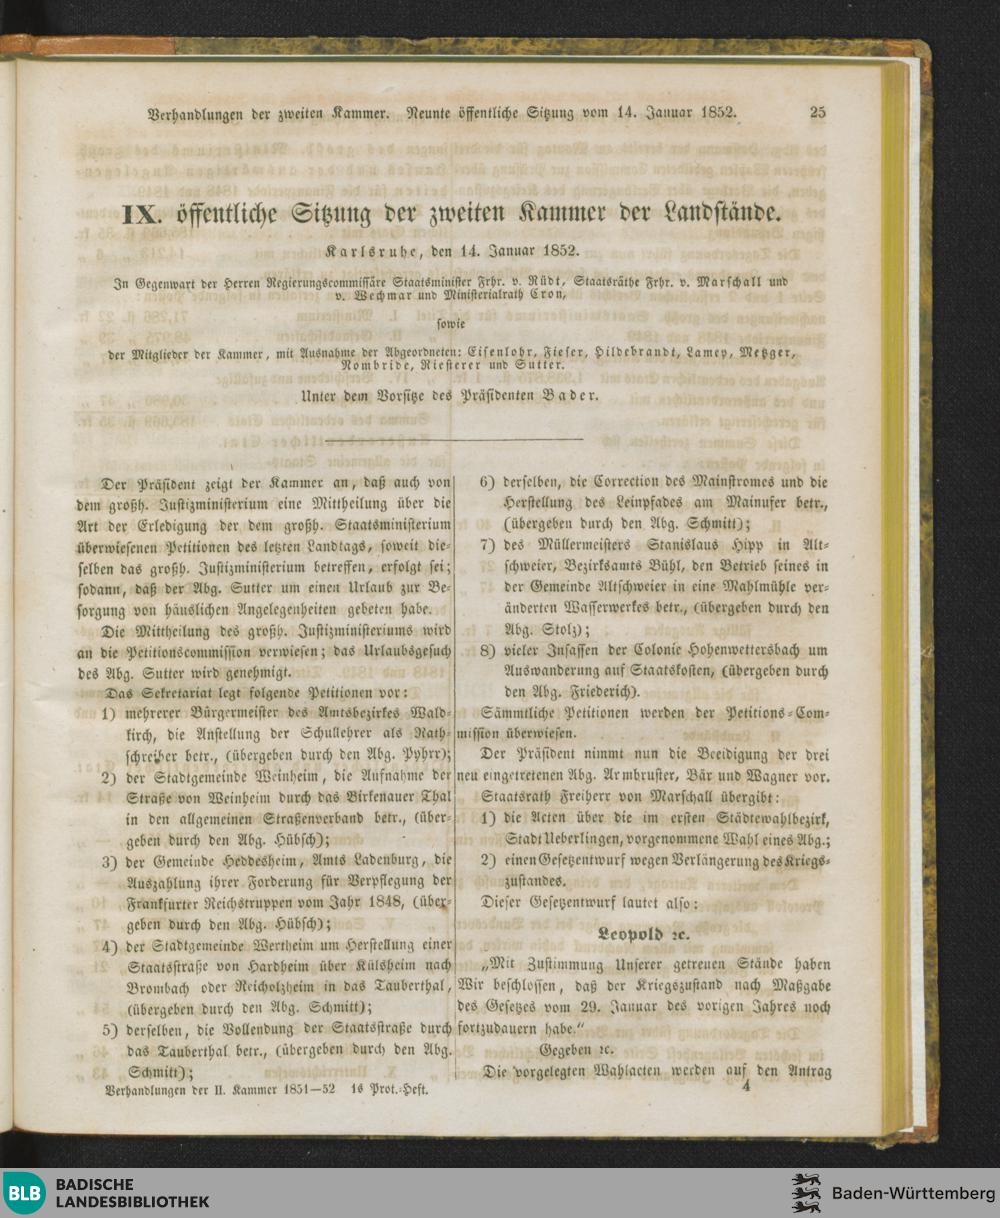 Verhandlungen der zweiten Kammer. Neunte öffentliche Sitzung vom 14. Januar 1852.
25
IX. öffentliche Sitzung der zweiten Kammer der Landstände.
Karlsruhe, den 14. Januar 1852.
In Gegenwart der Herren Regierungscommissäre Staatsminister Frhr. v. Rüdt, Staatsräthe Frhr. v. Marschall und
v. Wechmar und Ministerialrath Cron,
sowie
der Mitglieder der Kammer, mit Ausnahme der Abgeordneten: Eisenlohr, Fieser, Hildebrandt, Lamey, Metzger,
Rombride, Riesterer und Sutter.
Unter dem Vorsitze des Präsidenten Bader.
Der Präsident zeigt der Kammer an, daß auch von
dem großh. Justizministerium eine Mittheilung über die
Art der Erledigung der dem großh. Staatsministerium
überwiesenen Petitionen des letzten Landtags, soweit die-
selben das großh. Justizministerium betreffen, erfolgt sei;
sodann, daß der Abg. Sutter um einen Urlaub zur Be-
sorgung von häuslichen Angelegenheiten gebeten habe.
Die Mittheilung des großh. Justizministeriums wird
an die Petitionscommission verwiesen; das Urlaubsgesuch
des Abg. Sutter wird genehmigt.
Das Sekretariat legt folgende Petitionen vor:
1) mehrerer Bürgermeister des Amtsbezirkes Wald-
kirch, die Anstellung der Schullehrer als Rath-
schreiber betr., (übergeben durch den Abg. Pyhrr);
2) der Stadtgemeinde Weinheim, die Aufnahme der
Straße von Weinheim durch das Birkenauer Thal
in den allgemeinen Straßenverband betr., (über-
geben durch den Abg. Hübsch);
3) der Gemeinde Heddesheim, Amts Ladenburg, die
Auszahlung ihrer Forderung für Verpflegung der
Frankfurter Reichstruppen vom Jahr 1848, (über-
geben durch den Abg. Hübsch);
4) der Stadtgemeinde Wertheim um Herstellung einer
Staatsstraße von Hardheim über Külsheim nach
Brombach oder Reicholzheim in das Tauberthal,
(übergeben durch den Abg. Schmitt);
5) derselben, die Vollendung der Staatsstraße durch
das Tauberthal betr., (übergeben durch den Abg.
Schmitt);
Verhandlungen der II. Kammer 1851—52 1s Prot.-Heft.
6) derselben, die Correction des Mainstromes und die
Herstellung des Leinpfades am Mainufer betr.,
(übergeben durch den Abg. Schmitt);
7) des Müllermeisters Stanislaus Hipp in Alt-
schweier, Bezirksamts Bühl, den Betrieb seines in
der Gemeinde Altschweier in eine Mahlmühle ver-
änderten Wasserwerkes betr., (übergeben durch den
Abg. Stolz);
8) vieler Insassen der Colonie Hohenwettersbach um
Auswanderung auf Staatskosten, (übergeben durch
den Abg. Friederich).
Sämmtliche Petitionen werden der Petitions-Com-
mission überwiesen.
Der Präsident nimmt nun die Beeidigung der drei
neu eingetretenen Abg. Armbruster, Bär und Wagner vor.
Staatsrath Freiherr von Marschall übergibt:
1) die Acten über die im ersten Städtewahlbezirk,
Stadt Ueberlingen, vorgenommene Wahl eines Abg.;
2) einen Gesetzentwurf wegen Verlängerung des Kriegs-
zustandes.
Dieser Gesetzentwurf lautet also:
Leopold ꝛc.
„Mit Zustimmung Unserer getreuen Stände haben
Wir beschlossen, daß der Kriegszustand nach Maßgabe
des Gesetzes vom 29. Januar des vorigen Jahres noch
fortzudauern habe.“
Gegeben ꝛc.
Die vorgelegten Wahlacten werden auf den Antrag
4
BLB BADISCHE
LANDESBIBLIOTHEK
Baden-Württemberg